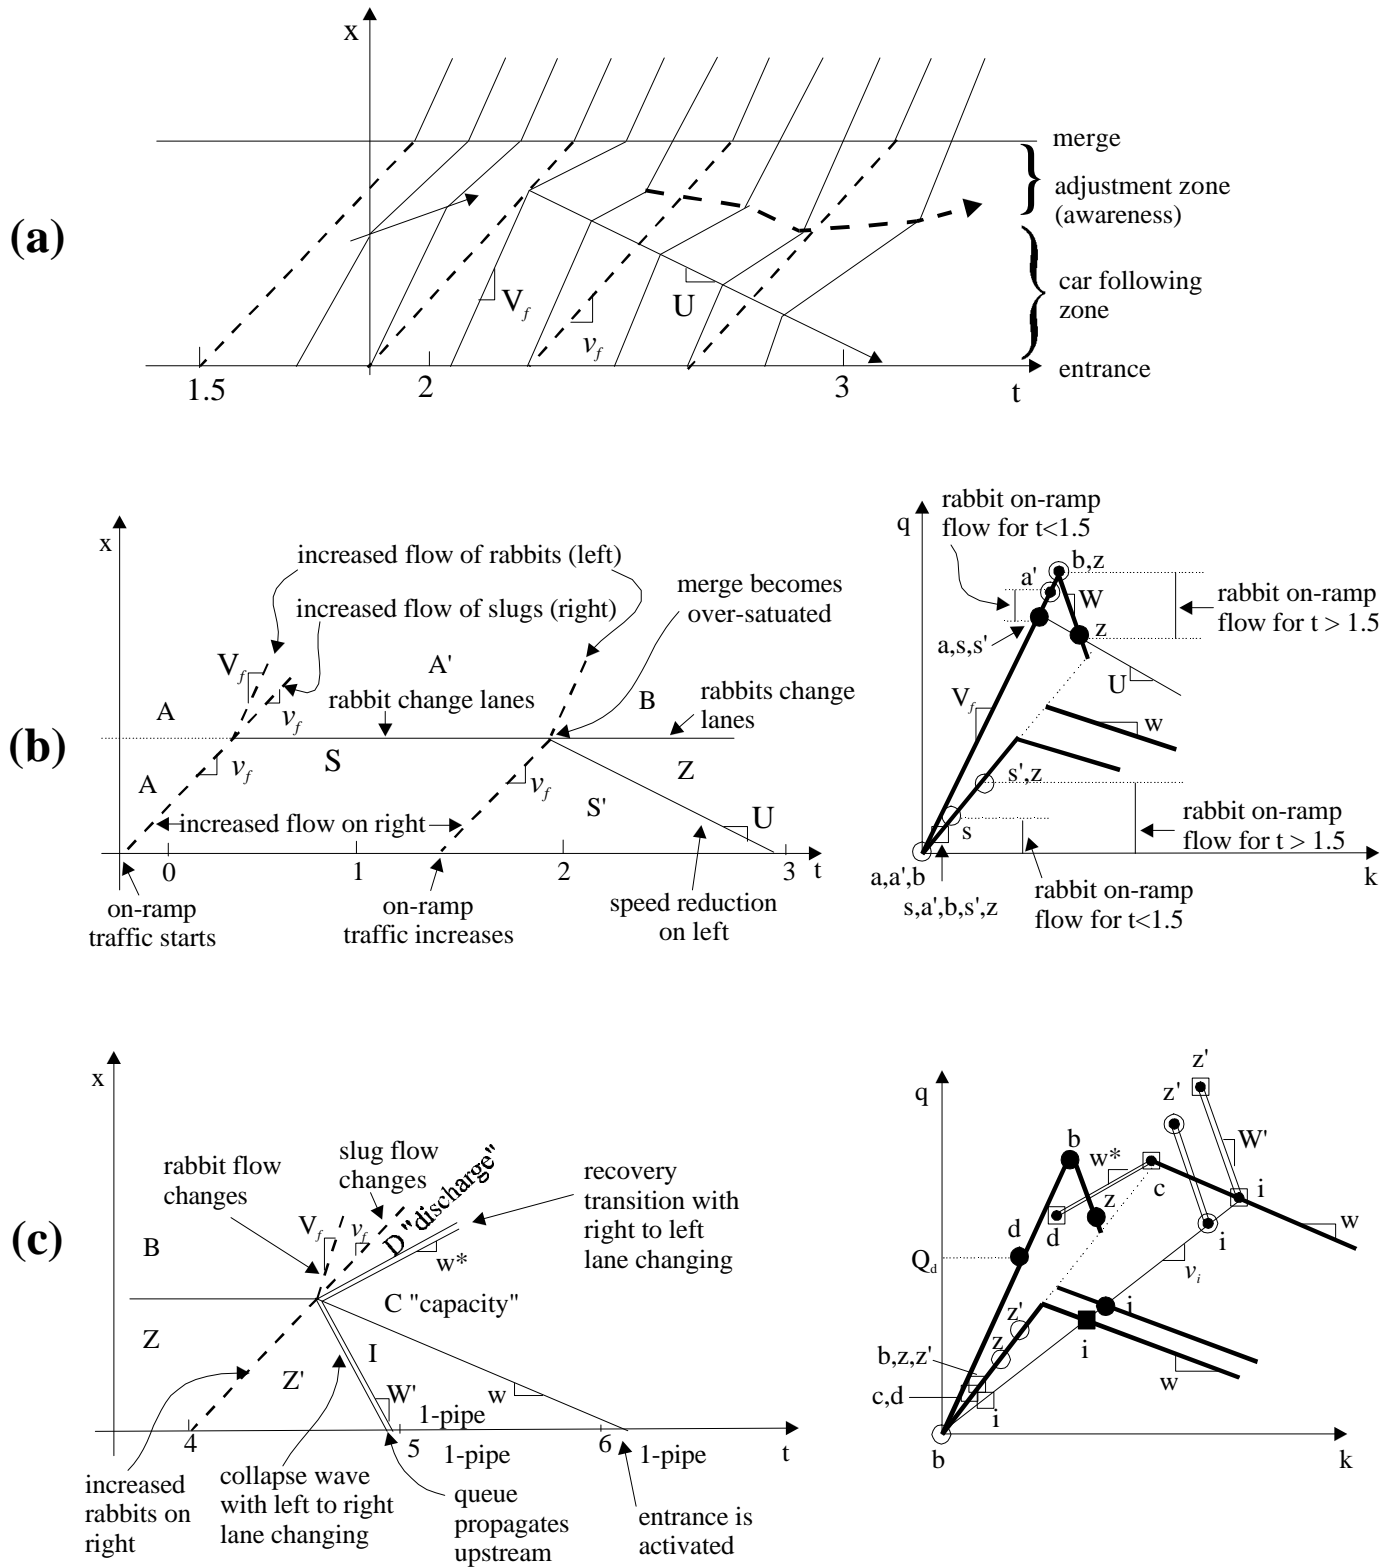 (a)
x
merge
adjustment zone
(awareness)
car following
zone
entrance
V_f
v_f
U
1.5
2
3
t
(b)
x
increased flow of rabbits (left)
increased flow of slugs (right)
merge becomes
over-satuated
V_f
v_f
A'
rabbit change lanes
A
B
rabbits change
lanes
S
v_f
v_f
Z
A
S'
increased flow on right
U
0
1
2
3
t
on-ramp
traffic starts
on-ramp
traffic increases
speed reduction
on left
rabbit on-ramp
flow for t<1.5
q
a'
b,z
W
z
a,s,s'
rabbit on-ramp
flow for t > 1.5
U
V_f
w
s',z
s
rabbit on-ramp
flow for t > 1.5
k
a,a',b
s,a',b,s',z
rabbit on-ramp
flow for t<1.5
(c)
x
rabbit flow
changes
slug flow
changes
D "discharge"
recovery
transition with
right to left
lane changing
V_f
v_f
w*
B
C "capacity"
Z
I
Z'
W'
w
1-pipe
4
5
1-pipe
6
1-pipe
t
increased
rabbits on
right
collapse wave
with left to right
lane changing
queue
propagates
upstream
entrance is
activated
q
z'
z'
W'
b
w*
c
z
d
d
i
i
w
Q_d
v_i
z'
i
z
i
b,z,z'
c,d
i
w
b
k